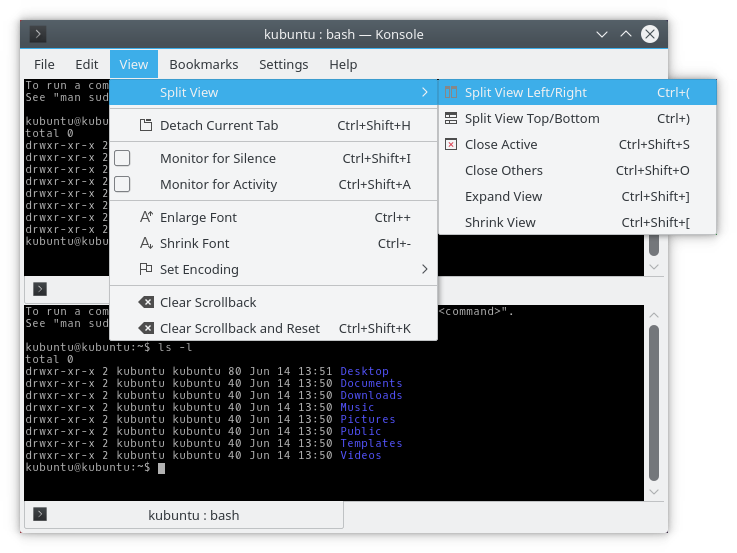 kubuntu : bash — Konsole
File Edit View Bookmarks Settings Help
To run a com
See "man sud
kubuntu@kubu
total 0
drwxr-xr-x 2
drwxr-xr-x 2
drwxr-xr-x 2
drwxr-xr-x 2
drwxr-xr-x 2
drwxr-xr-x 2
drwxr-xr-x 2
drwxr-xr-x 2
kubuntu@kubu
Split View
Detach Current Tab Ctrl+Shift+H
Monitor for Silence Ctrl+Shift+I
Monitor for Activity Ctrl+Shift+A
Enlarge Font Ctrl++
Shrink Font Ctrl+-
Set Encoding
Clear Scrollback
Clear Scrollback and Reset Ctrl+Shift+K
Split View Left/Right Ctrl+(
Split View Top/Bottom Ctrl+)
Close Active Ctrl+Shift+S
Close Others Ctrl+Shift+O
Expand View Ctrl+Shift+]
Shrink View Ctrl+Shift+[
To run a com <command>".
See "man sud
kubuntu@kubuntu:~$ ls -l
total 0
drwxr-xr-x 2 kubuntu kubuntu 80 Jun 14 13:51 Desktop
drwxr-xr-x 2 kubuntu kubuntu 40 Jun 14 13:50 Documents
drwxr-xr-x 2 kubuntu kubuntu 40 Jun 14 13:50 Downloads
drwxr-xr-x 2 kubuntu kubuntu 40 Jun 14 13:50 Music
drwxr-xr-x 2 kubuntu kubuntu 40 Jun 14 13:50 Pictures
drwxr-xr-x 2 kubuntu kubuntu 40 Jun 14 13:50 Public
drwxr-xr-x 2 kubuntu kubuntu 40 Jun 14 13:50 Templates
drwxr-xr-x 2 kubuntu kubuntu 40 Jun 14 13:50 Videos
kubuntu@kubuntu:~$
kubuntu : bash